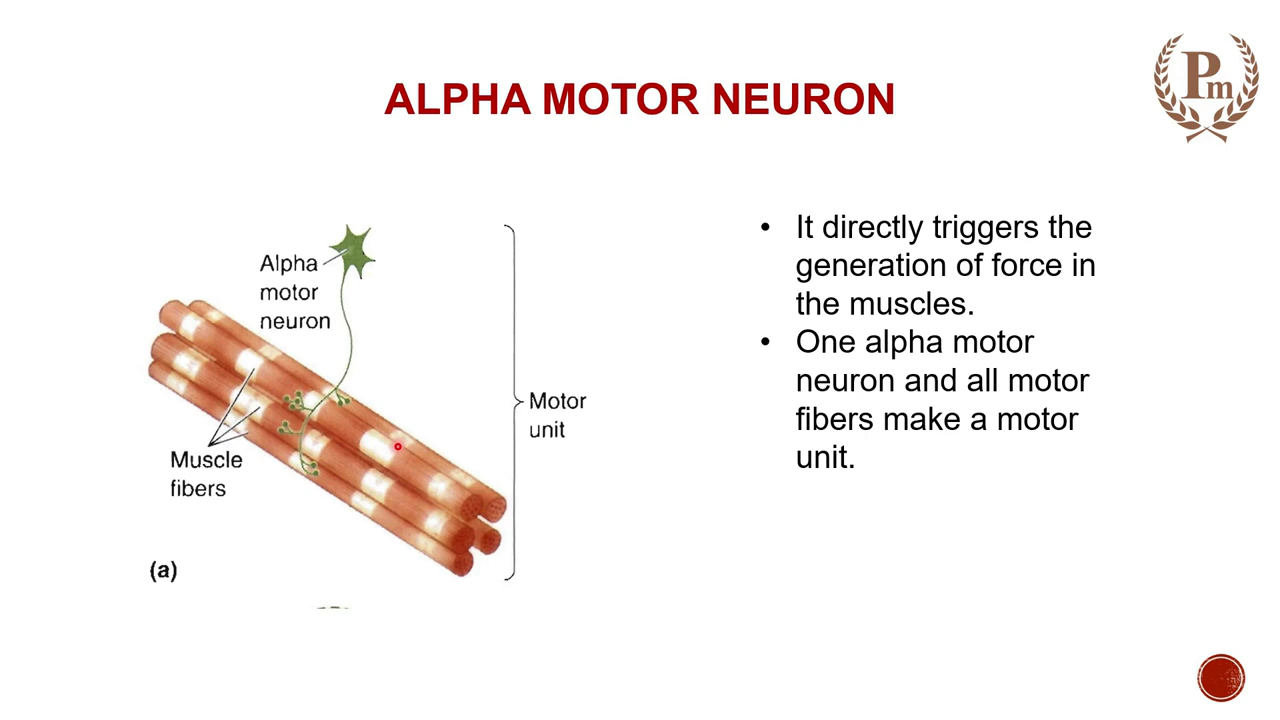 Pm
ALPHA MOTOR NEURON
Alpha
motor
neuron
Muscle
fibers
Motor
unit
(a)
• It directly triggers the
generation of force in
the muscles.
• One alpha motor
neuron and all motor
fibers make a motor
unit.